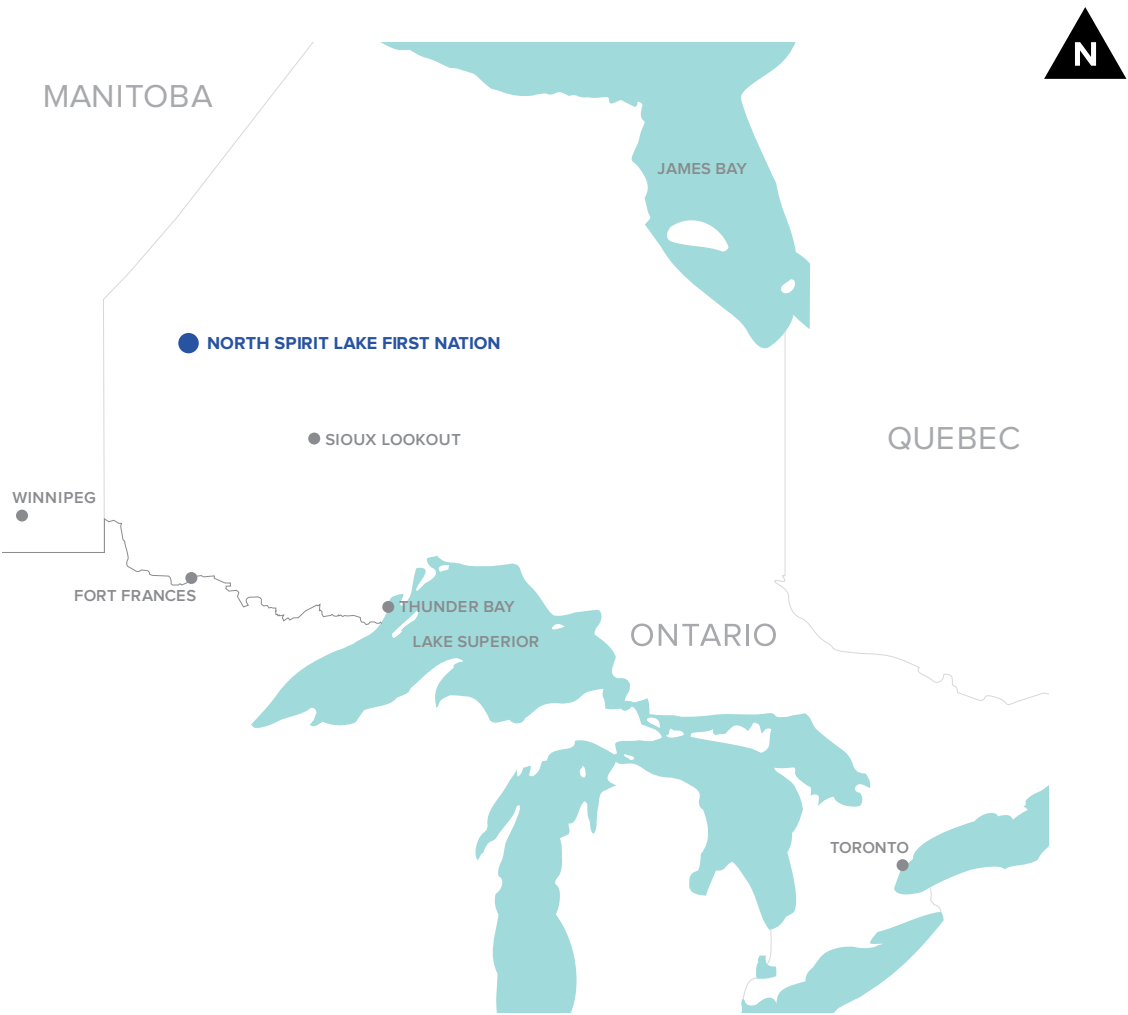 N
MANITOBA
JAMES BAY
NORTH SPIRIT LAKE FIRST NATION
SIOUX LOOKOUT
QUEBEC
WINNIPEG
FORT FRANCES
THUNDER BAY
ONTARIO
LAKE SUPERIOR
TORONTO